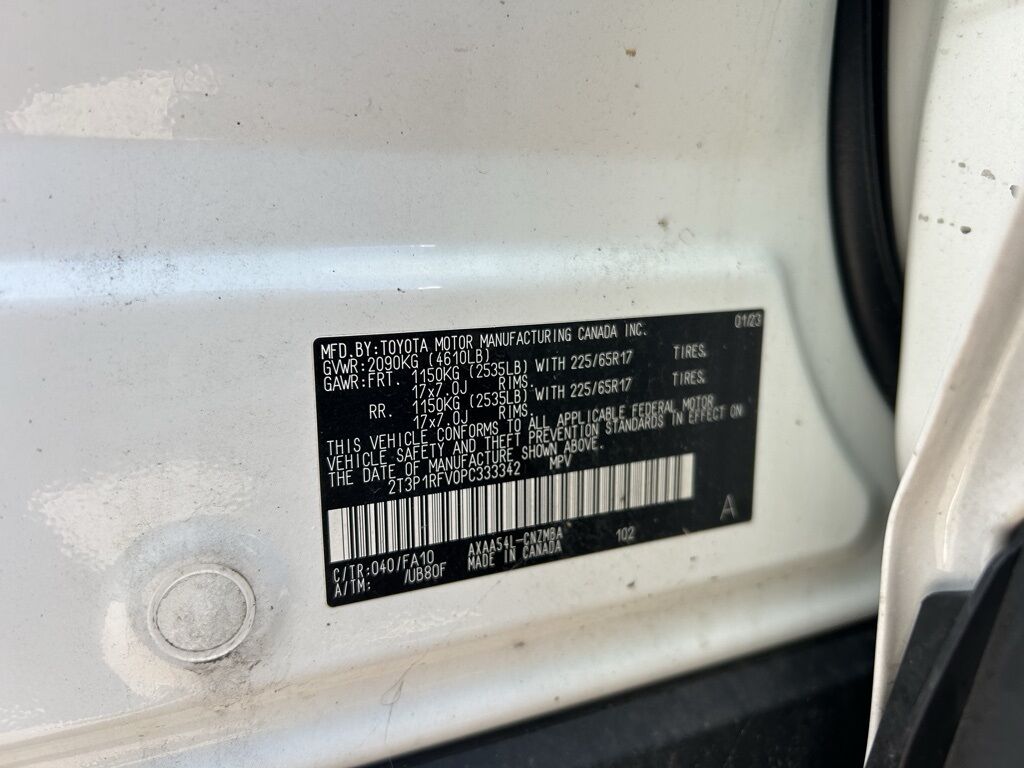 MFD.BY:TOYOTA MOTOR MANUFACTURING CANADA INC. 01/23
GVWR:2090KG (4610LB)
GAWR:FRT. 1150KG (2535LB) WITH 225/65R17 TIRES,
17x7.0J RIMS.
RR. 1150KG (2535LB) WITH 225/65R17 TIRES,
17x7.0J RIMS.
THIS VEHICLE CONFORMS TO ALL APPLICABLE FEDERAL MOTOR
VEHICLE SAFETY AND THEFT PREVENTION STANDARDS IN EFFECT ON
THE DATE OF MANUFACTURE SHOWN ABOVE.
2T3P1RFV0PC333342 MPV
C/TR:040/FA10 AXAA54L-CNZMBA 102 A
A/TM: /UB80F MADE IN CANADA